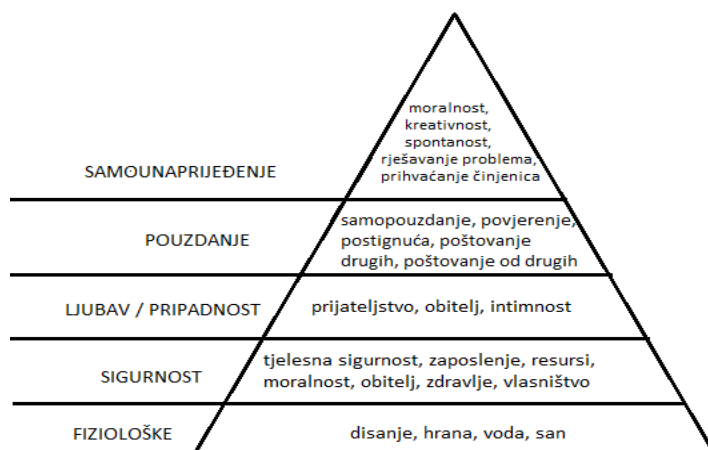 moralnost,
kreativnost,
spontanost,
rješavanje problema,
prihvaćanje činjenica
SAMOUNAPRIJEĐENJE
samopouzdanje, povjerenje,
postignuća, poštovanje
drugih, poštovanje od drugih
POUZDANJE
LJUBAV / PRIPADNOST
prijateljstvo, obitelj, intimnost
tjelesna sigurnost, zaposlenje, resursi,
moralnost, obitelj, zdravlje, vlasništvo
SIGURNOST
FIZIOLOŠKE
disanje, hrana, voda, san